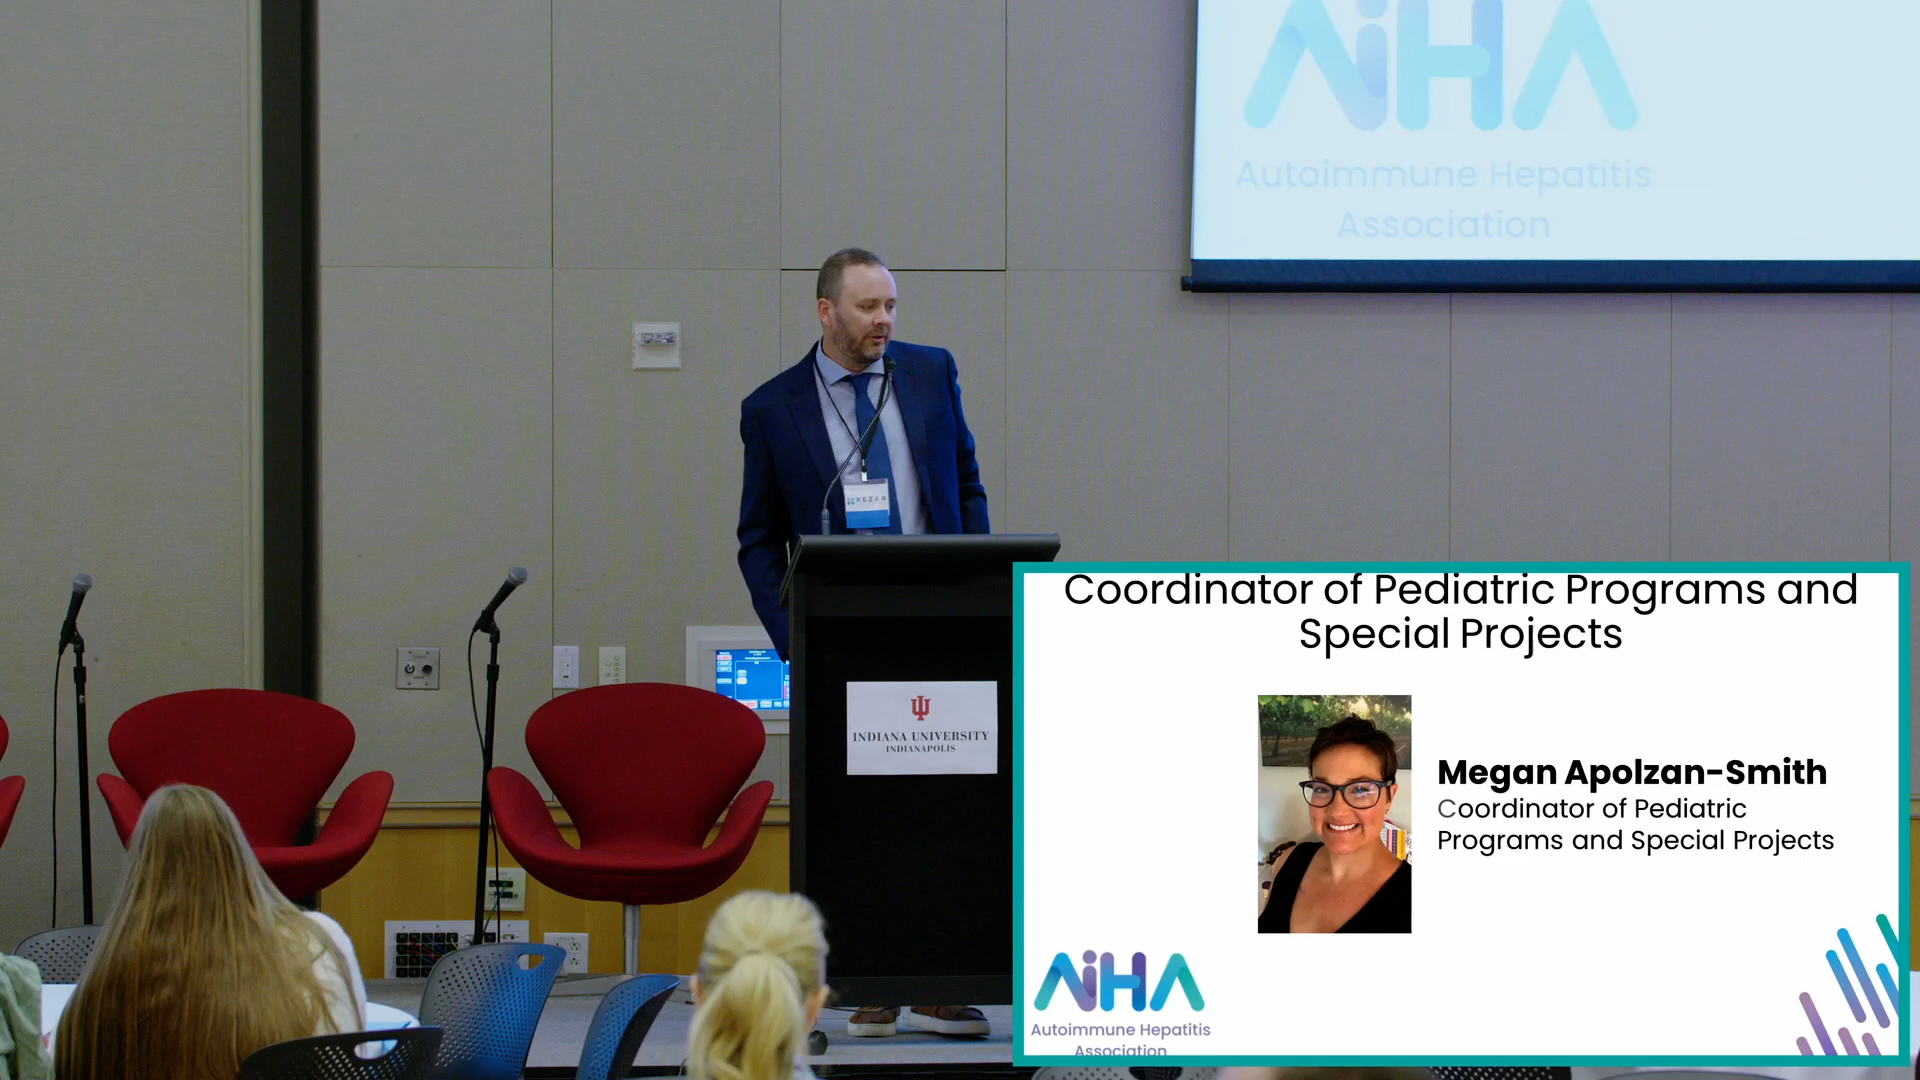 AiHA
Autoimmune Hepatitis
Association
KEZAR
INDIANA UNIVERSITY
INDIANAPOLIS
Coordinator of Pediatric Programs and
Special Projects
Megan Apolzan-Smith
Coordinator of Pediatric
Programs and Special Projects
AiHA
Autoimmune Hepatitis
Association